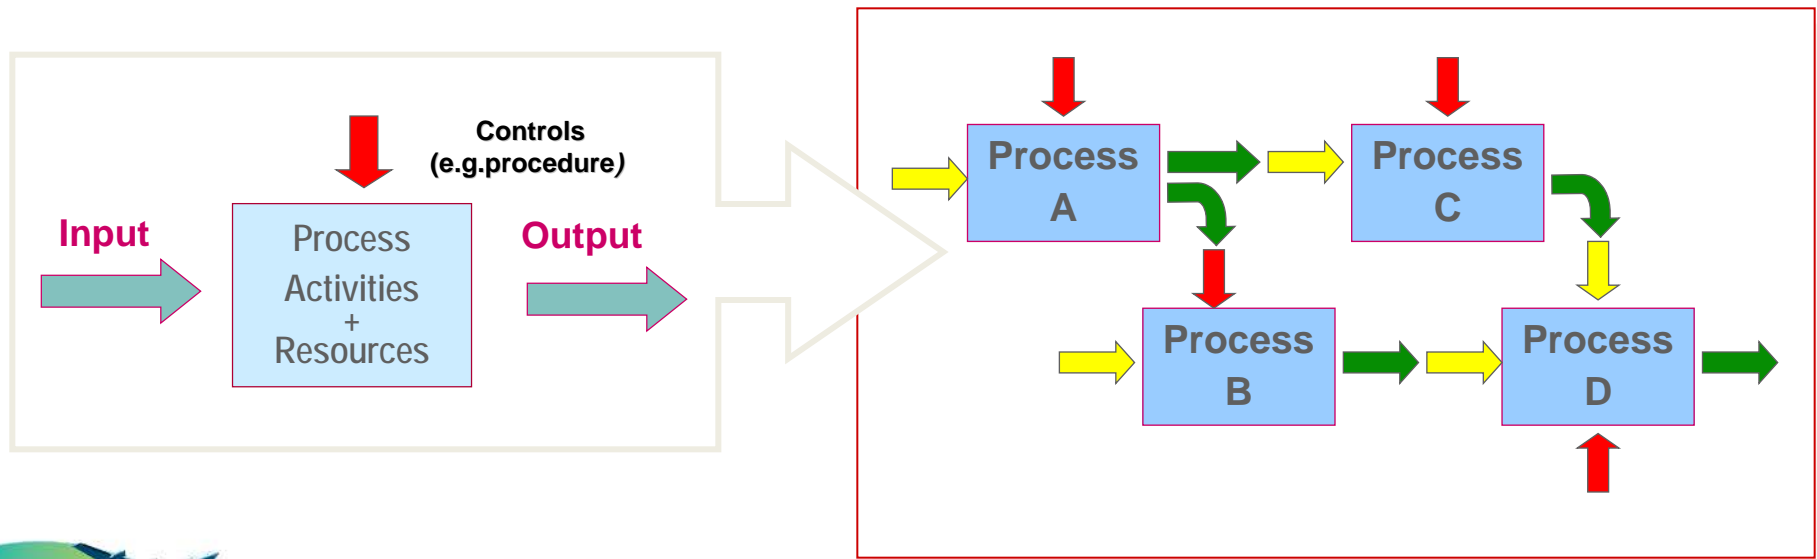 Controls
(e.g.procedure)
Input
Process
Activities
+
Resources
Output
Process
A
Process
C
Process
B
Process
D